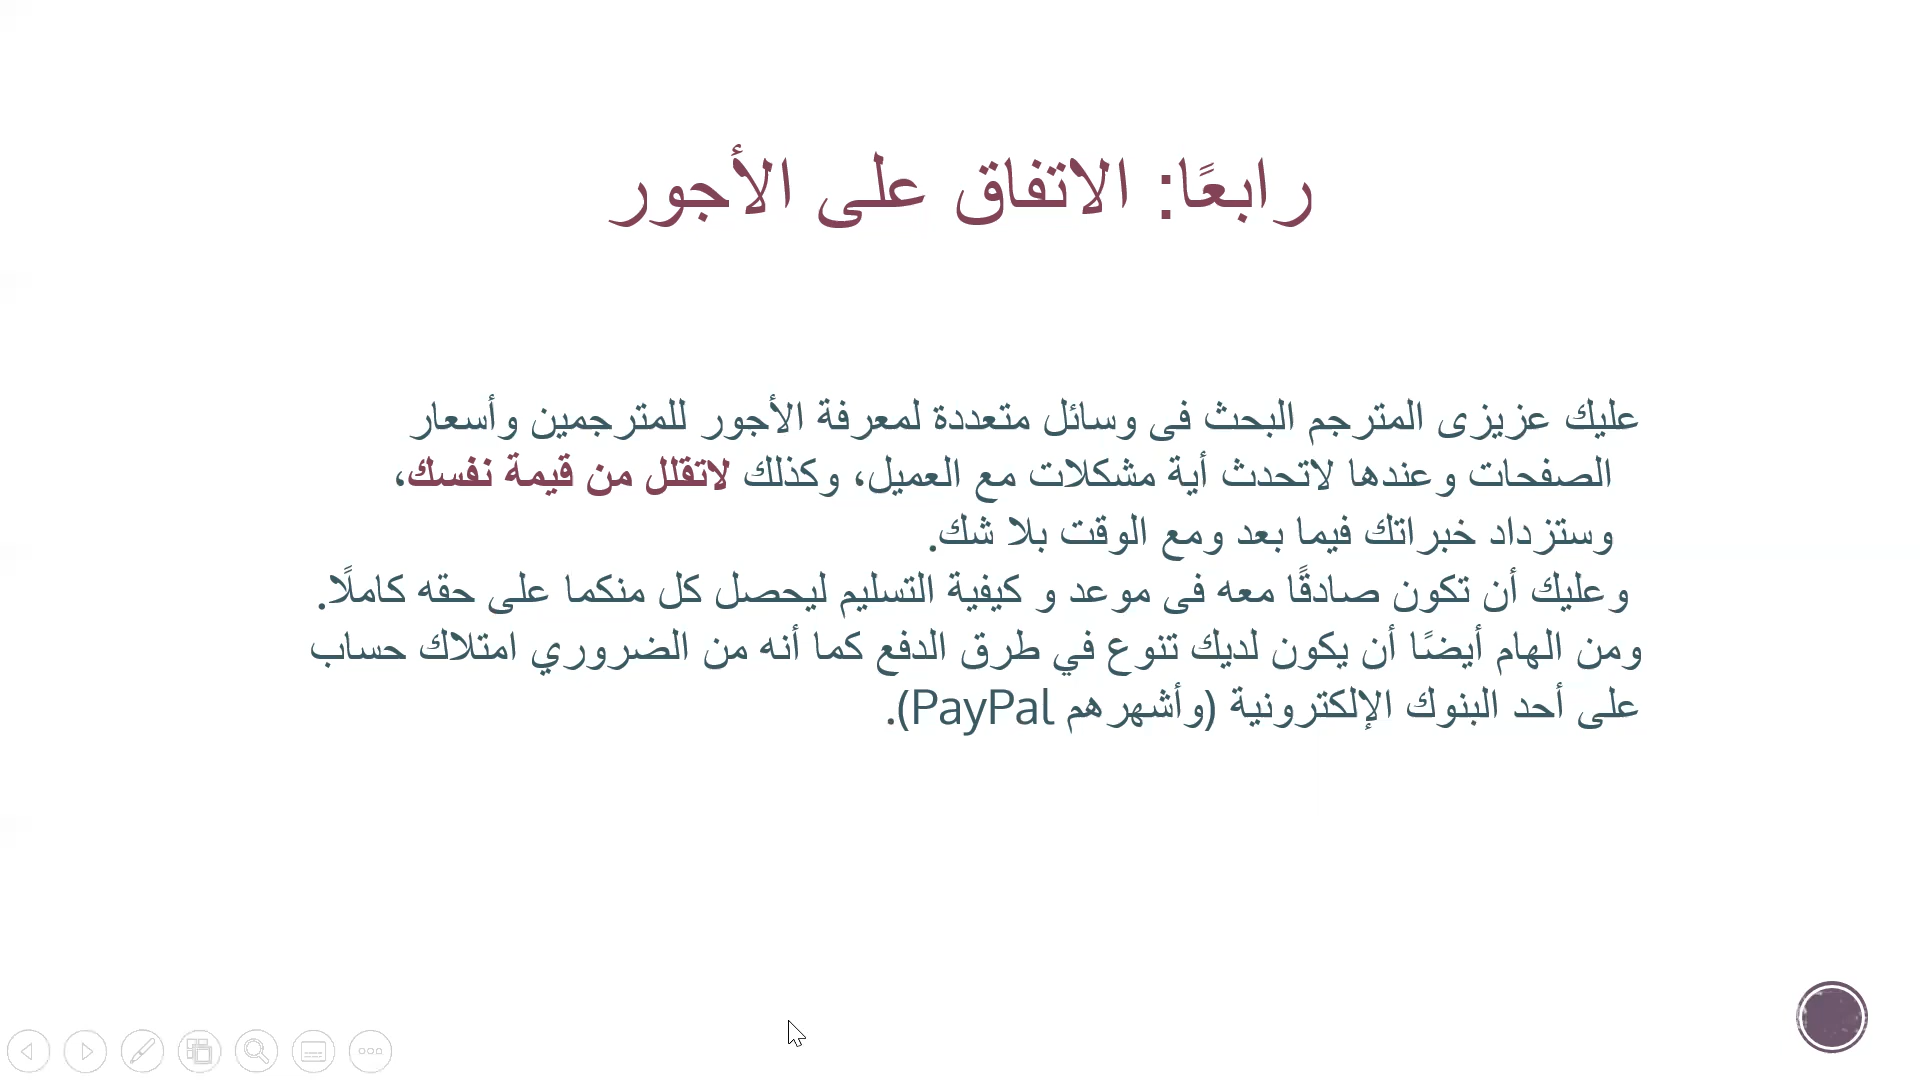 رابعًا: الاتفاق على الأجور
عليك عزيزى المترجم البحث فى وسائل متعددة لمعرفة الأجور للمترجمين وأسعار
الصفحات وعندها لاتحدث أية مشكلات مع العميل، وكذلك لاتقلل من قيمة نفسك،
وستزداد خبراتك فيما بعد ومع الوقت بلا شك.
وعليك أن تكون صادقًا معه فى موعد و كيفية التسليم ليحصل كل منكما على حقه كاملًا.
ومن الهام أيضًا أن يكون لديك تنوع في طرق الدفع كما أنه من الضروري امتلاك حساب
على أحد البنوك الإلكترونية (وأشهرهم PayPal).